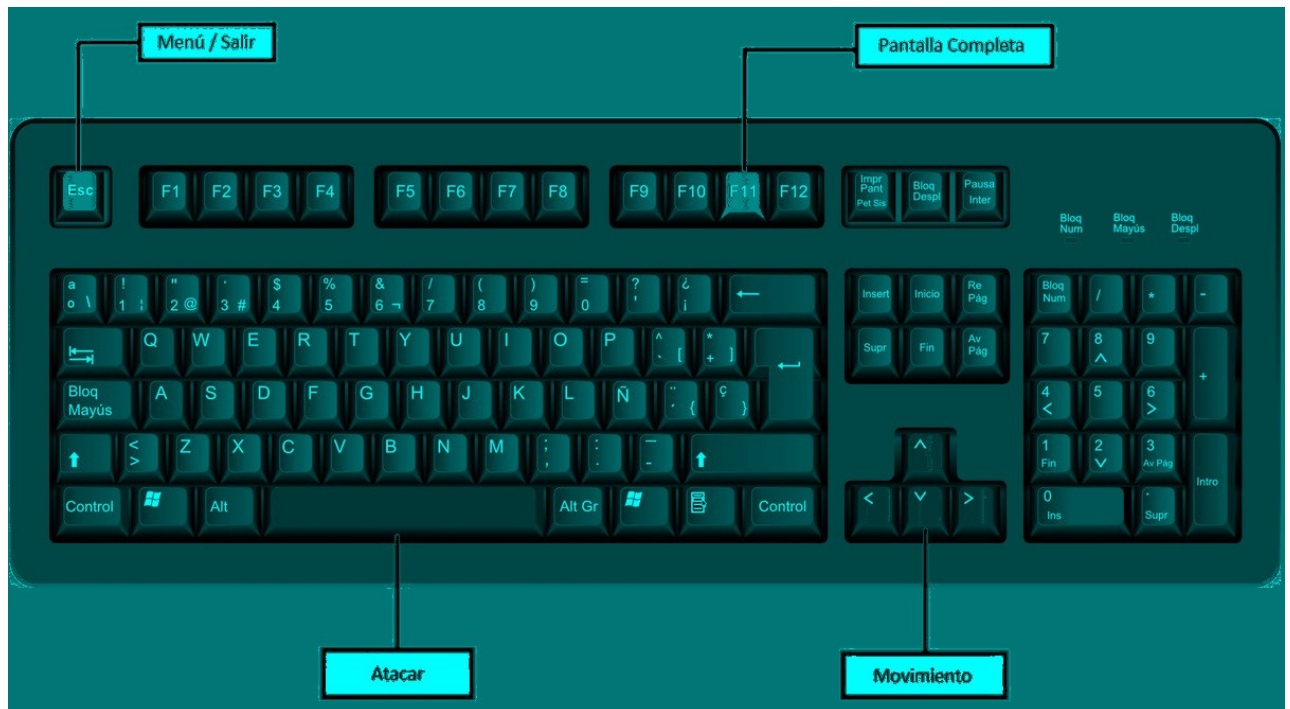 Menú / Salir
Pantalla Completa
Esc F1 F2 F3 F4 F5 F6 F7 F8 F9 F10 F11 F12
Impr Pant Pet Sis
Bloq Despl
Pausa Inter
Bloq Num
Bloq Mayús
Bloq Despl
a º \ ! 1 ¦ " 2 @ · 3 # $ 4 % 5 & 6 ¬ / 7 ( 8 ) 9 = 0 ? ' ¿ ¡
Insert Inicio Re Pág
Bloq Num / * -
Q W E R T Y U I O P ^ ` [ * + ]
Supr Fin Av Pág
7 8 9 +
Bloq Mayús A S D F G H J K L Ñ ¨ ´ { ç }
4 5 6
< > Z X C V B N M ; , : . _ -
1 Fin 2 3 Av Pág Intro
Control Alt Alt Gr Control
0 Ins . Supr
Atacar
Movimiento